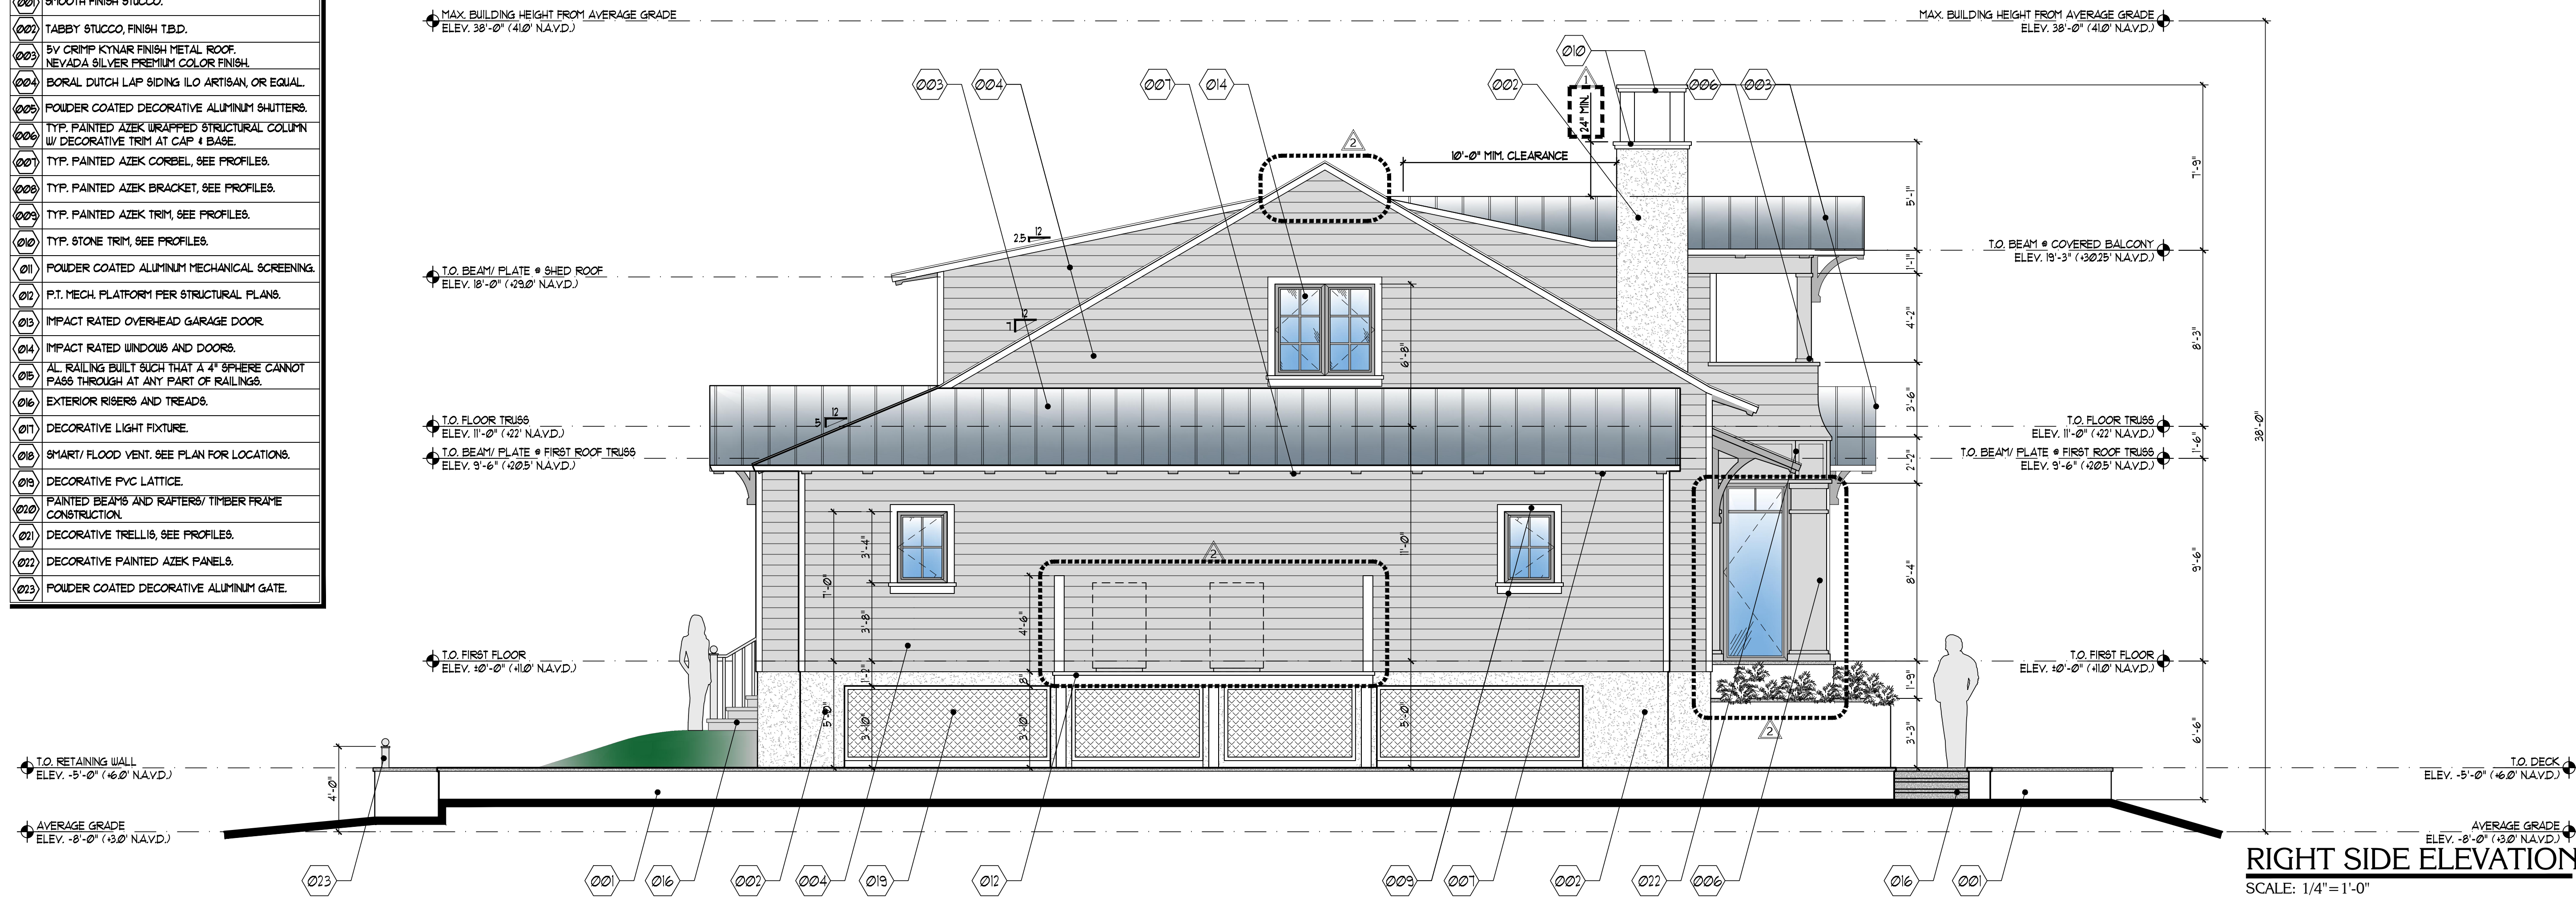 001 SMOOTH FINISH STUCCO.
002 TABBY STUCCO, FINISH T.B.D.
003 5V CRIMP KYNAR FINISH METAL ROOF.
NEVADA SILVER PREMIUM COLOR FINISH.
004 BORAL DUTCH LAP SIDING ILO ARTISAN, OR EQUAL.
005 POWDER COATED DECORATIVE ALUMINUM SHUTTERS.
006 TYP. PAINTED AZEK WRAPPED STRUCTURAL COLUMN
W/ DECORATIVE TRIM AT CAP & BASE.
007 TYP. PAINTED AZEK CORBEL, SEE PROFILES.
008 TYP. PAINTED AZEK BRACKET, SEE PROFILES.
009 TYP. PAINTED AZEK TRIM, SEE PROFILES.
010 TYP. STONE TRIM, SEE PROFILES.
011 POWDER COATED ALUMINUM MECHANICAL SCREENING.
012 P.T. MECH. PLATFORM PER STRUCTURAL PLANS.
013 IMPACT RATED OVERHEAD GARAGE DOOR.
014 IMPACT RATED WINDOWS AND DOORS.
015 AL. RAILING BUILT SUCH THAT A 4" SPHERE CANNOT
PASS THROUGH AT ANY PART OF RAILINGS.
016 EXTERIOR RISERS AND TREADS.
017 DECORATIVE LIGHT FIXTURE.
018 SMART/ FLOOD VENT. SEE PLAN FOR LOCATIONS.
019 DECORATIVE PVC LATTICE.
020 PAINTED BEAMS AND RAFTERS/ TIMBER FRAME
CONSTRUCTION.
021 DECORATIVE TRELLIS, SEE PROFILES.
022 DECORATIVE PAINTED AZEK PANELS.
023 POWDER COATED DECORATIVE ALUMINUM GATE.
MAX. BUILDING HEIGHT FROM AVERAGE GRADE
ELEV. 38'-0" (41.0' N.A.V.D.)
MAX. BUILDING HEIGHT FROM AVERAGE GRADE
ELEV. 38'-0" (41.0' N.A.V.D.)
010
003 004 007 014 002 1 006 003
24" MIN.
2
10'-0" MIM. CLEARANCE
7'-9"
5'-1"
12
2.5
T.O. BEAM @ COVERED BALCONY
ELEV. 19'-3" (+30.25' N.A.V.D.)
1'-1"
T.O. BEAM/ PLATE @ SHED ROOF
ELEV. 18'-0" (+29.0' N.A.V.D.)
12
7
4'-2"
8'-3"
6'-8"
3'-6"
38'-0"
12
5
T.O. FLOOR TRUSS
ELEV. 11'-0" (+22' N.A.V.D.)
T.O. FLOOR TRUSS
ELEV. 11'-0" (+22' N.A.V.D.)
1'-6"
T.O. BEAM/ PLATE @ FIRST ROOF TRUSS
ELEV. 9'-6" (+20.5' N.A.V.D.)
T.O. BEAM/ PLATE @ FIRST ROOF TRUSS
ELEV. 9'-6" (+20.5' N.A.V.D.)
2'-2"
3'-4"
7'-0"
11'-0"
2
8'-4"
9'-6"
3'-8"
4'-6"
T.O. FIRST FLOOR
ELEV. ±0'-0" (+11.0' N.A.V.D.)
T.O. FIRST FLOOR
ELEV. ±0'-0" (+11.0' N.A.V.D.)
1'-2"
8"
1'-9"
5'-0"
3'-10"
3'-10"
5'-0"
2
3'-3"
6'-6"
T.O. RETAINING WALL
ELEV. -5'-0" (+6.0' N.A.V.D.)
4'-0"
T.O. DECK
ELEV. -5'-0" (+6.0' N.A.V.D.)
AVERAGE GRADE
ELEV. -8'-0" (+3.0' N.A.V.D.)
AVERAGE GRADE
ELEV. -8'-0" (+3.0' N.A.V.D.)
023 001 016 002 004 019 012 009 007 002 022 006 016 001
RIGHT SIDE ELEVATION
SCALE: 1/4"=1'-0"